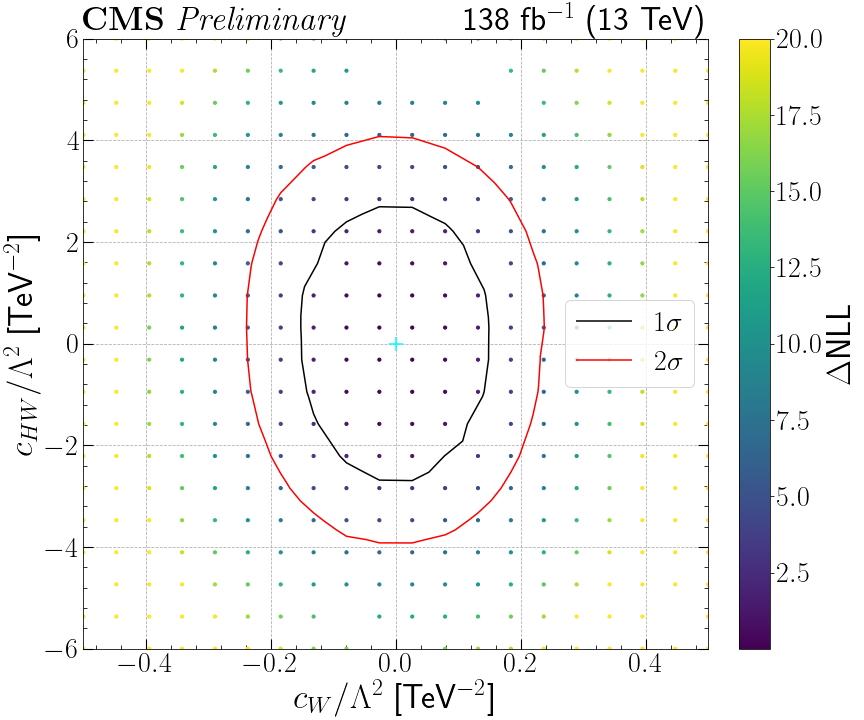 CMS Preliminary 138 fb⁻¹ (13 TeV)
6
4
2
0
−2
−4
−6
c_{HW}/Λ² [TeV⁻²]
−0.4 −0.2 0.0 0.2 0.4
c_W/Λ² [TeV⁻²]
1σ
2σ
20.0
17.5
15.0
12.5
10.0
7.5
5.0
2.5
ΔNLL